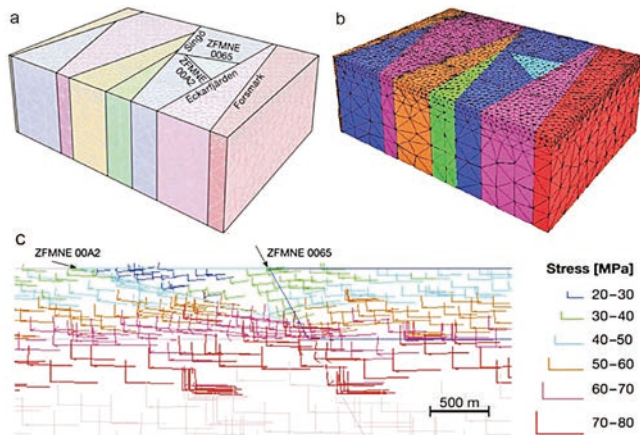 a
b
Singö
ZFMNE
0065
ZFMNE
00A2
Eckarfjärden
Forsmark
c
ZFMNE 00A2
ZFMNE 0065
Stress [MPa]
20–30
30–40
40–50
50–60
60–70
70–80
500 m